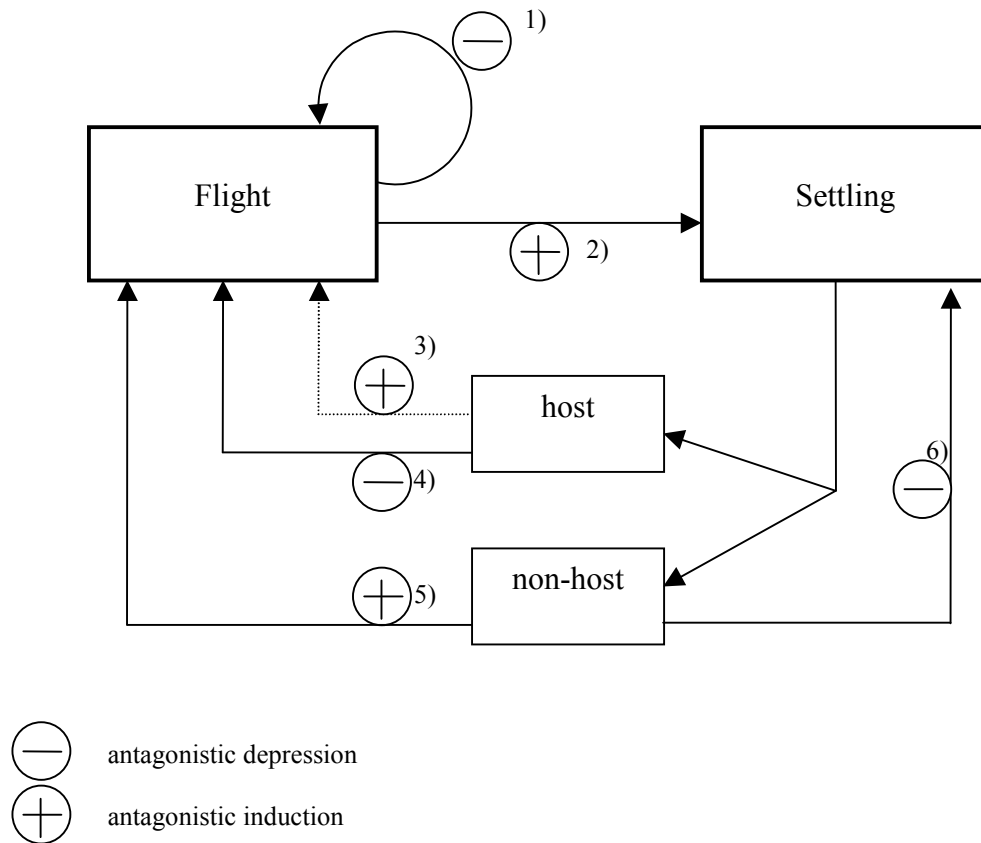 1)
Flight
Settling
2)
3)
host
4)
6)
non-host
5)
antagonistic depression
antagonistic induction